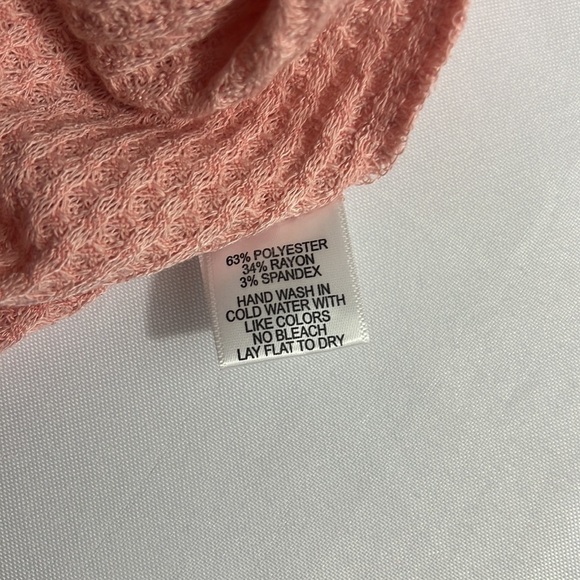 63% POLYESTER
34% RAYON
3% SPANDEX
HAND WASH IN
COLD WATER WITH
LIKE COLORS
NO BLEACH
LAY FLAT TO DRY